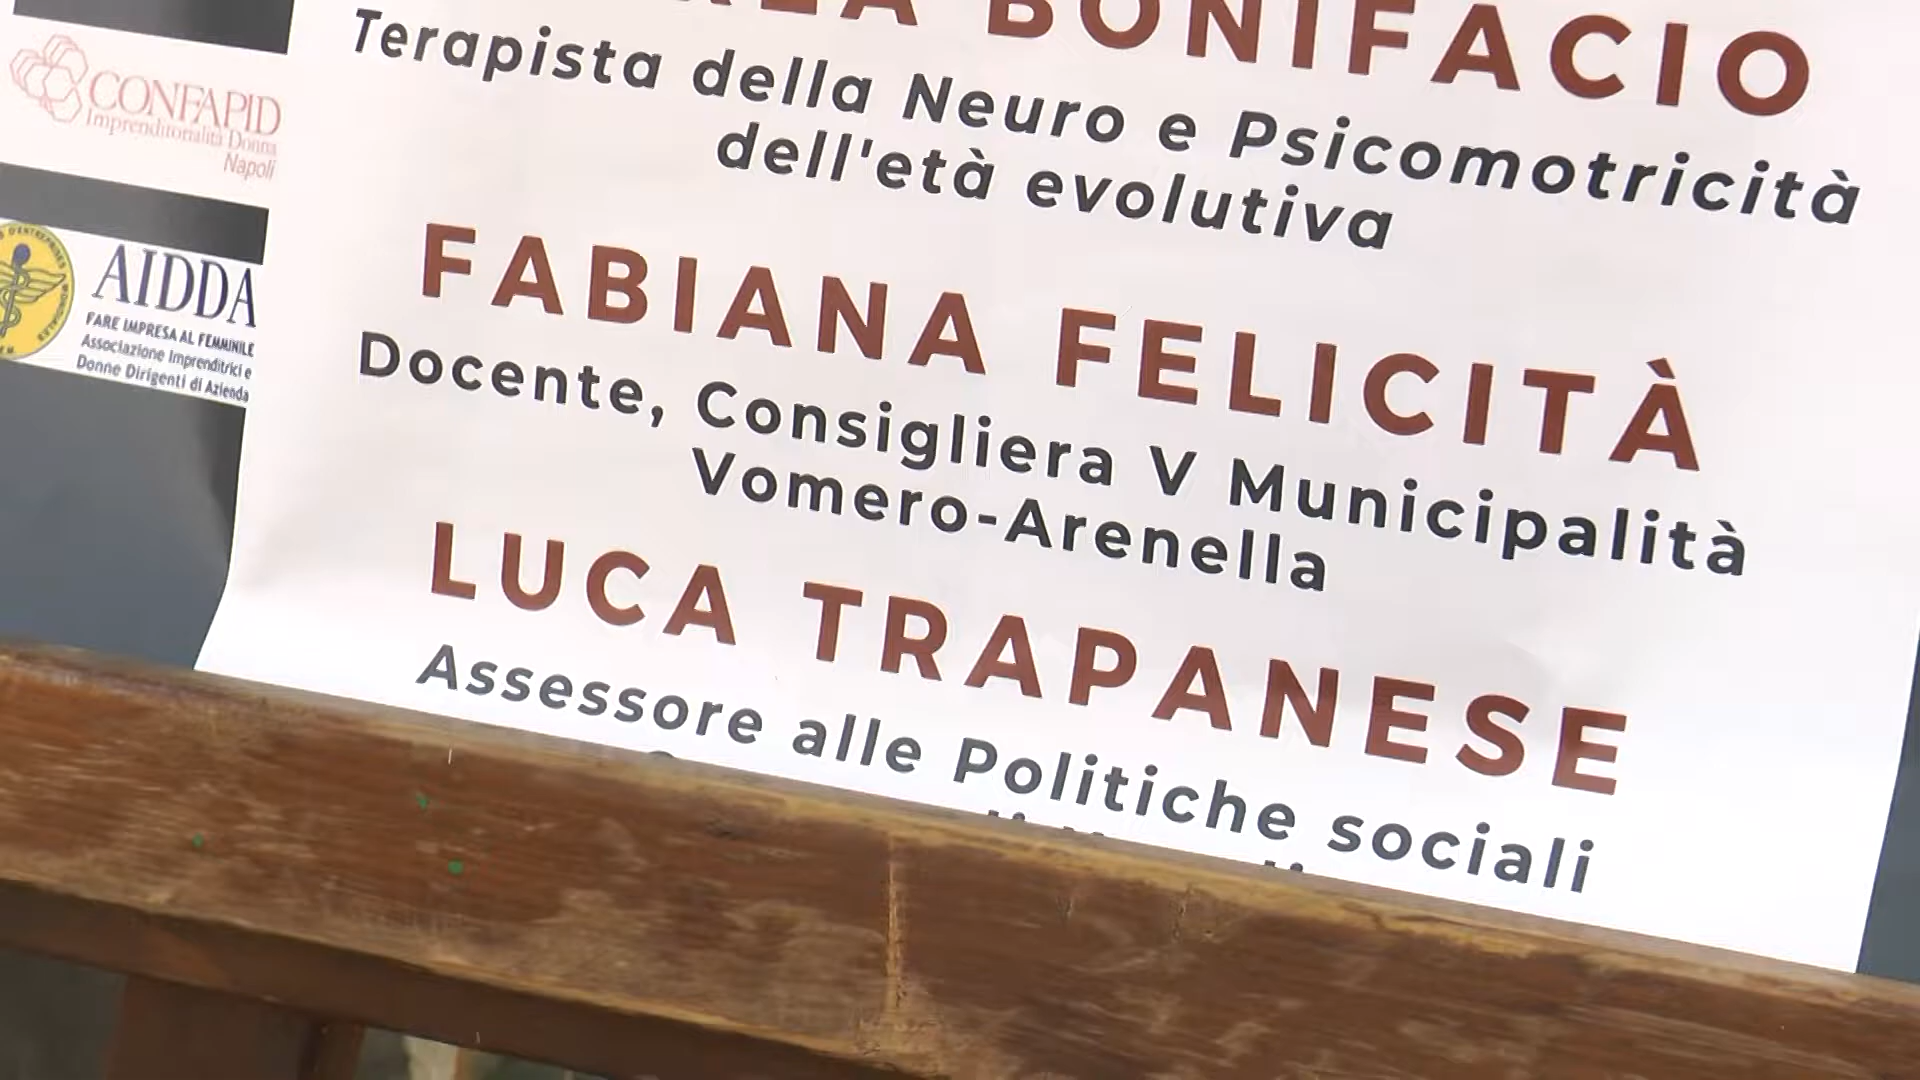 CONFAPID
Imprenditorialità Donna
Napoli
AIDDA
FARE IMPRESA AL FEMMINILE
Associazione Imprenditrici e
Donne Dirigenti di Azienda
BONIFACIO
Terapista della Neuro e Psicomotricità
dell'età evolutiva
FABIANA FELICITÀ
Docente, Consigliera V Municipalità
Vomero-Arenella
LUCA TRAPANESE
Assessore alle Politiche sociali